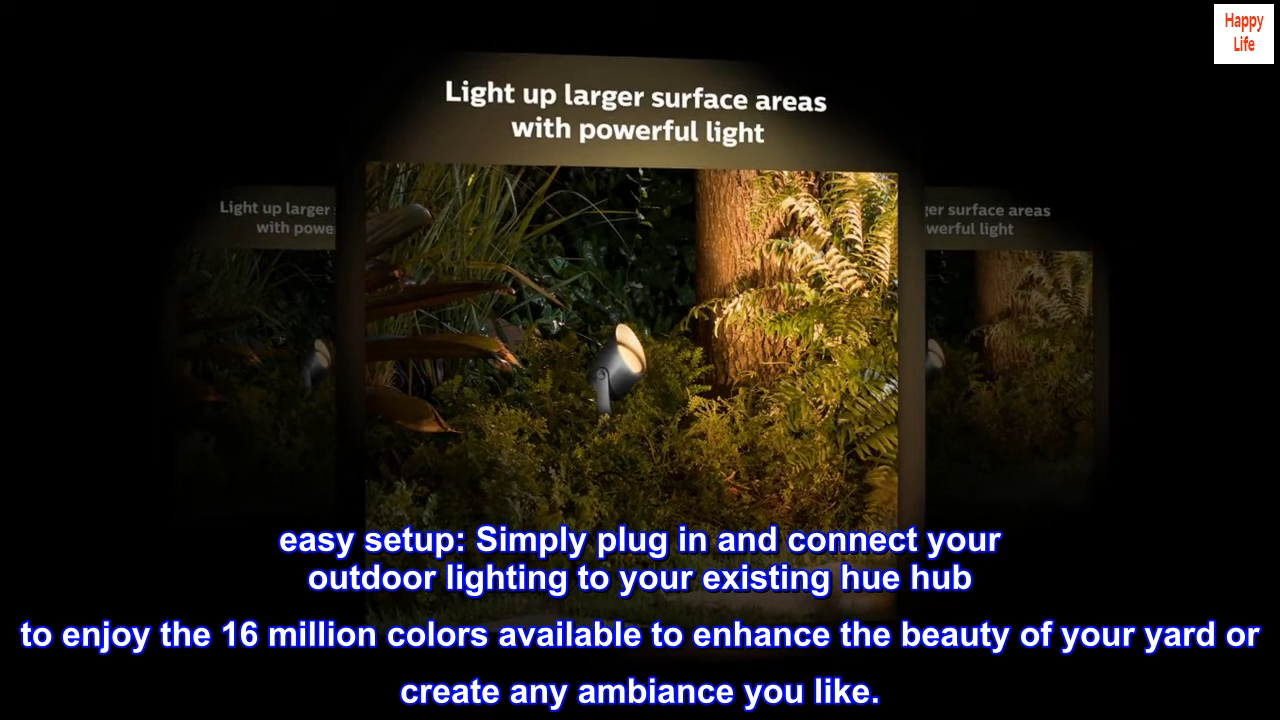 Happy
Life
Light up larger surface areas
with powerful light
Light up larger
with powe
ger surface areas
werful light
easy setup: Simply plug in and connect your
outdoor lighting to your existing hue hub
to enjoy the 16 million colors available to enhance the beauty of your yard or
create any ambiance you like.